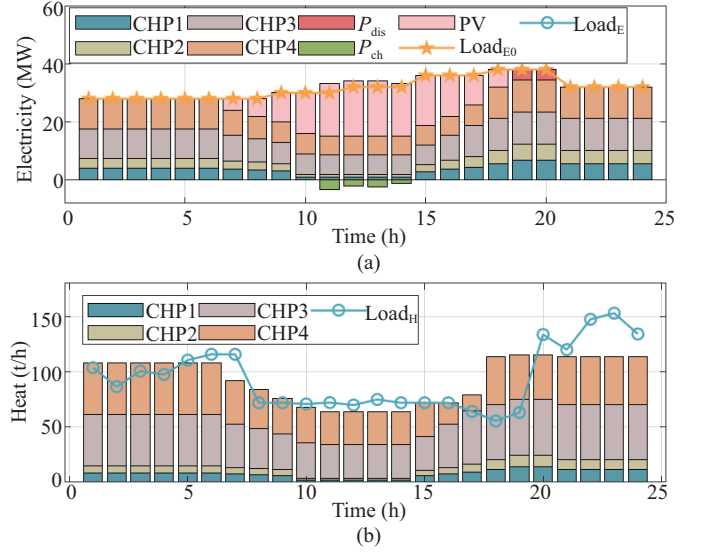 CHP1 CHP3 P_dis PV Load_E
CHP2 CHP4 P_ch Load_E0
60
40
20
0
Electricity (MW)
0 5 10 15 20 25
Time (h)
(a)
CHP1 CHP3 Load_H
CHP2 CHP4
150
100
50
0
Heat (t/h)
0 5 10 15 20 25
Time (h)
(b)